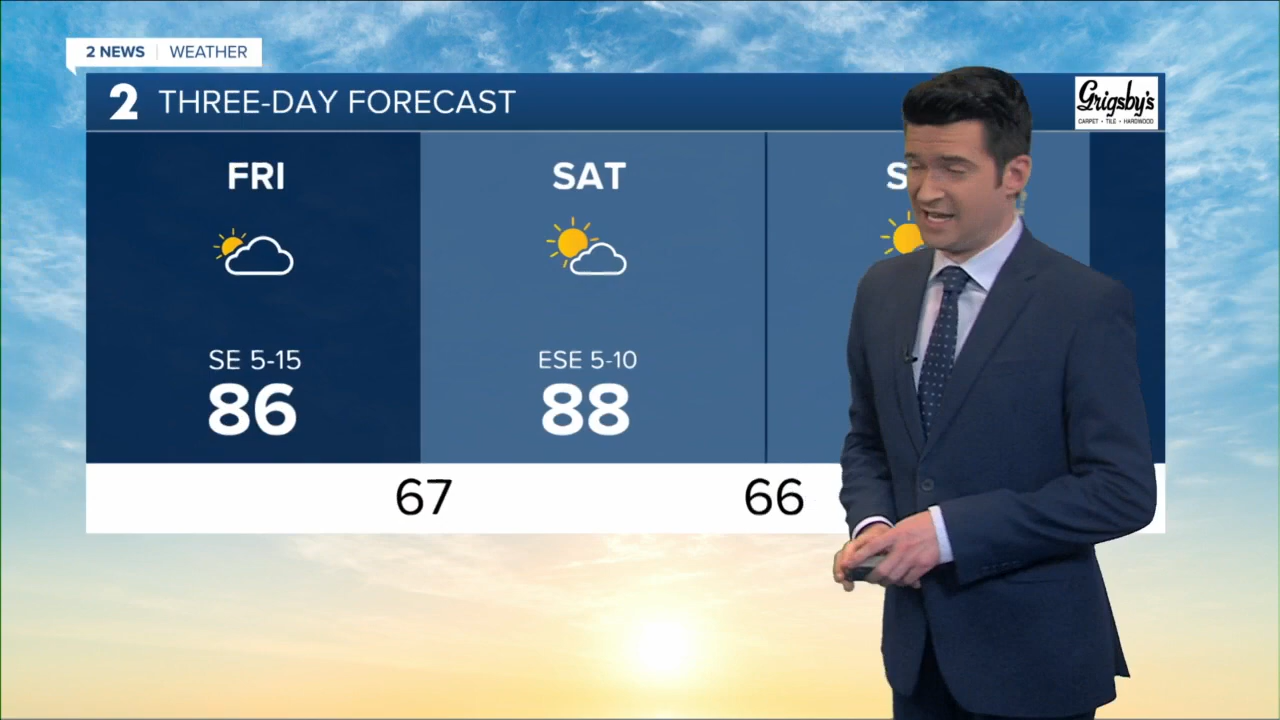 2 NEWS | WEATHER
2 THREE-DAY FORECAST
Grigsby's
CARPET • TILE • HARDWOOD
FRI
SAT
S
SE 5-15
ESE 5-10
86
88
67
66